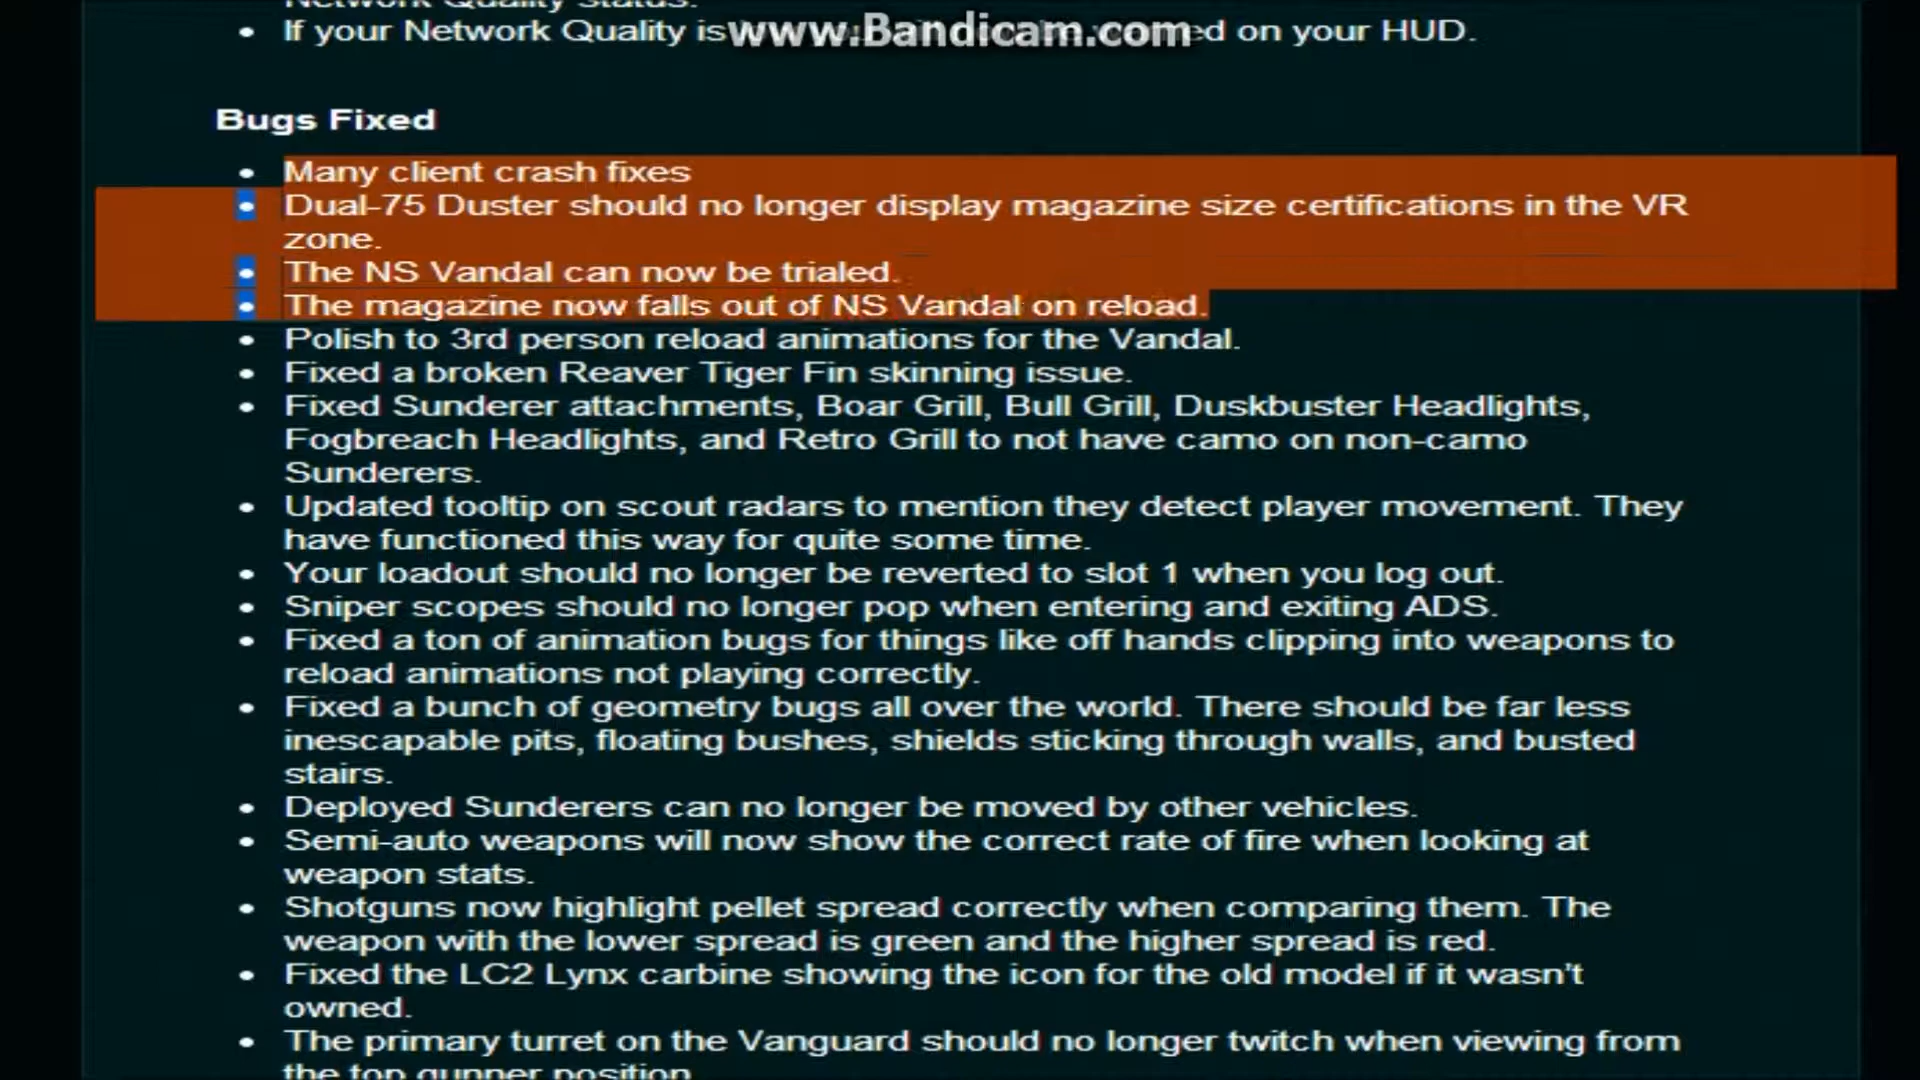 Network Quality status.
If your Network Quality is www.Bandicam.com ed on your HUD.
Bugs Fixed
• Many client crash fixes
• Dual-75 Duster should no longer display magazine size certifications in the VR
zone.
• The NS Vandal can now be trialed.
• The magazine now falls out of NS Vandal on reload.
• Polish to 3rd person reload animations for the Vandal.
• Fixed a broken Reaver Tiger Fin skinning issue.
• Fixed Sunderer attachments, Boar Grill, Bull Grill, Duskbuster Headlights,
Fogbreach Headlights, and Retro Grill to not have camo on non-camo
Sunderers.
• Updated tooltip on scout radars to mention they detect player movement. They
have functioned this way for quite some time.
• Your loadout should no longer be reverted to slot 1 when you log out.
• Sniper scopes should no longer pop when entering and exiting ADS.
• Fixed a ton of animation bugs for things like off hands clipping into weapons to
reload animations not playing correctly.
• Fixed a bunch of geometry bugs all over the world. There should be far less
inescapable pits, floating bushes, shields sticking through walls, and busted
stairs.
• Deployed Sunderers can no longer be moved by other vehicles.
• Semi-auto weapons will now show the correct rate of fire when looking at
weapon stats.
• Shotguns now highlight pellet spread correctly when comparing them. The
weapon with the lower spread is green and the higher spread is red.
• Fixed the LC2 Lynx carbine showing the icon for the old model if it wasn't
owned.
• The primary turret on the Vanguard should no longer twitch when viewing from
the top gunner position